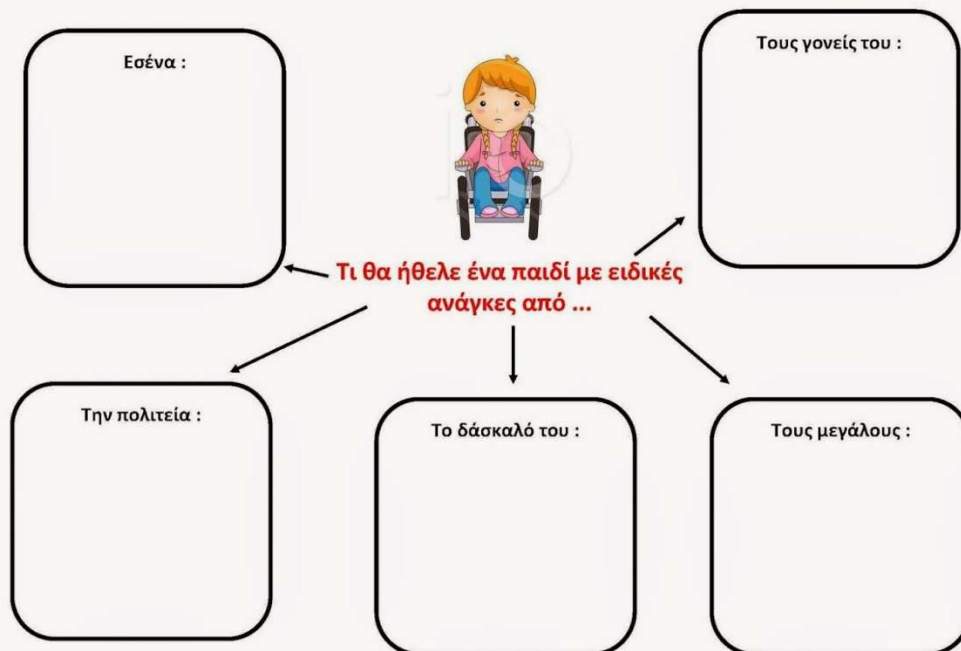 Εσένα :
Τους γονείς του :
Τι θα ήθελε ένα παιδί με ειδικές
ανάγκες από ...
Την πολιτεία :
Το δάσκαλό του :
Τους μεγάλους :